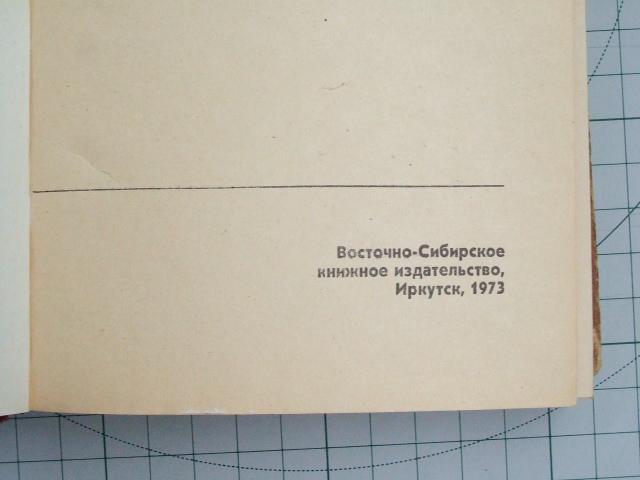 Восточно-Сибирское
книжное издательство,
Иркутск, 1973